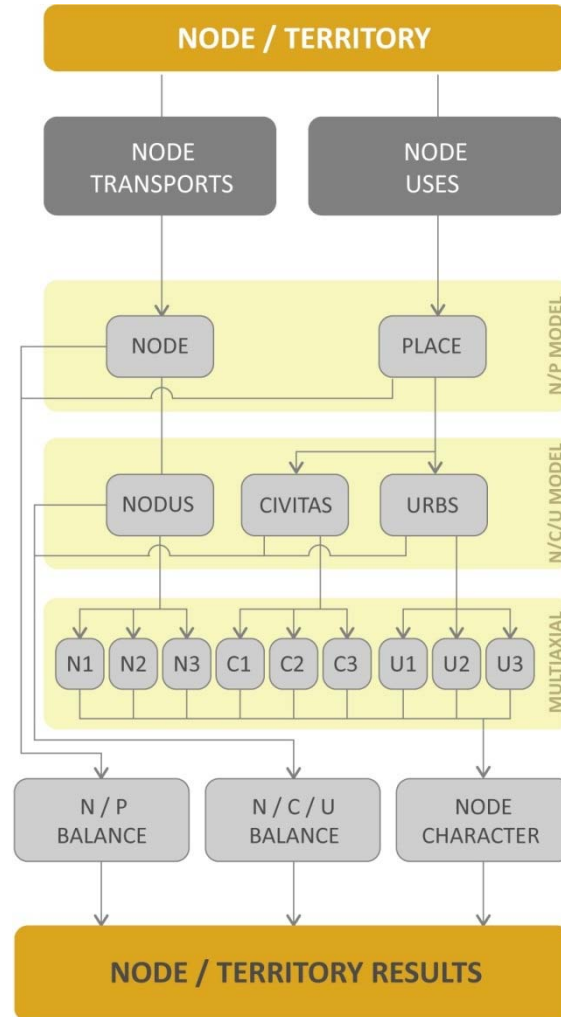 NODE / TERRITORY
NODE
TRANSPORTS
NODE
USES
NODE
PLACE
N/P MODEL
NODUS
CIVITAS
URBS
N/C/U MODEL
N1
N2
N3
C1
C2
C3
U1
U2
U3
MULTIAXIAL
N / P
BALANCE
N / C / U
BALANCE
NODE
CHARACTER
NODE / TERRITORY RESULTS